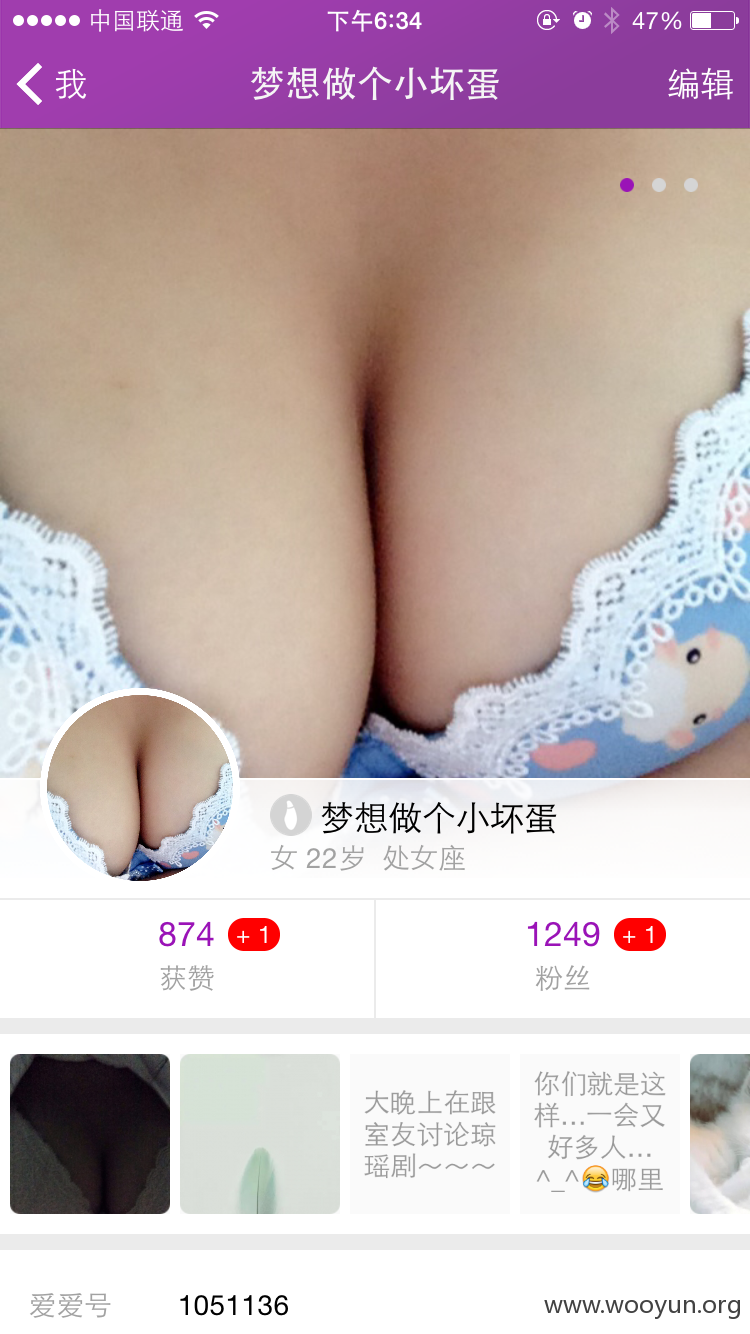 中国联通 下午6:34 47%
我 梦想做个小坏蛋 编辑
梦想做个小坏蛋
女 22岁 处女座
874 +1 1249 +1
获赞 粉丝
大晚上在跟
室友讨论琼
瑶剧～～～
你们就是这
样...一会又
好多人...
^_^😂哪里
爱爱号 1051136
www.wooyun.org